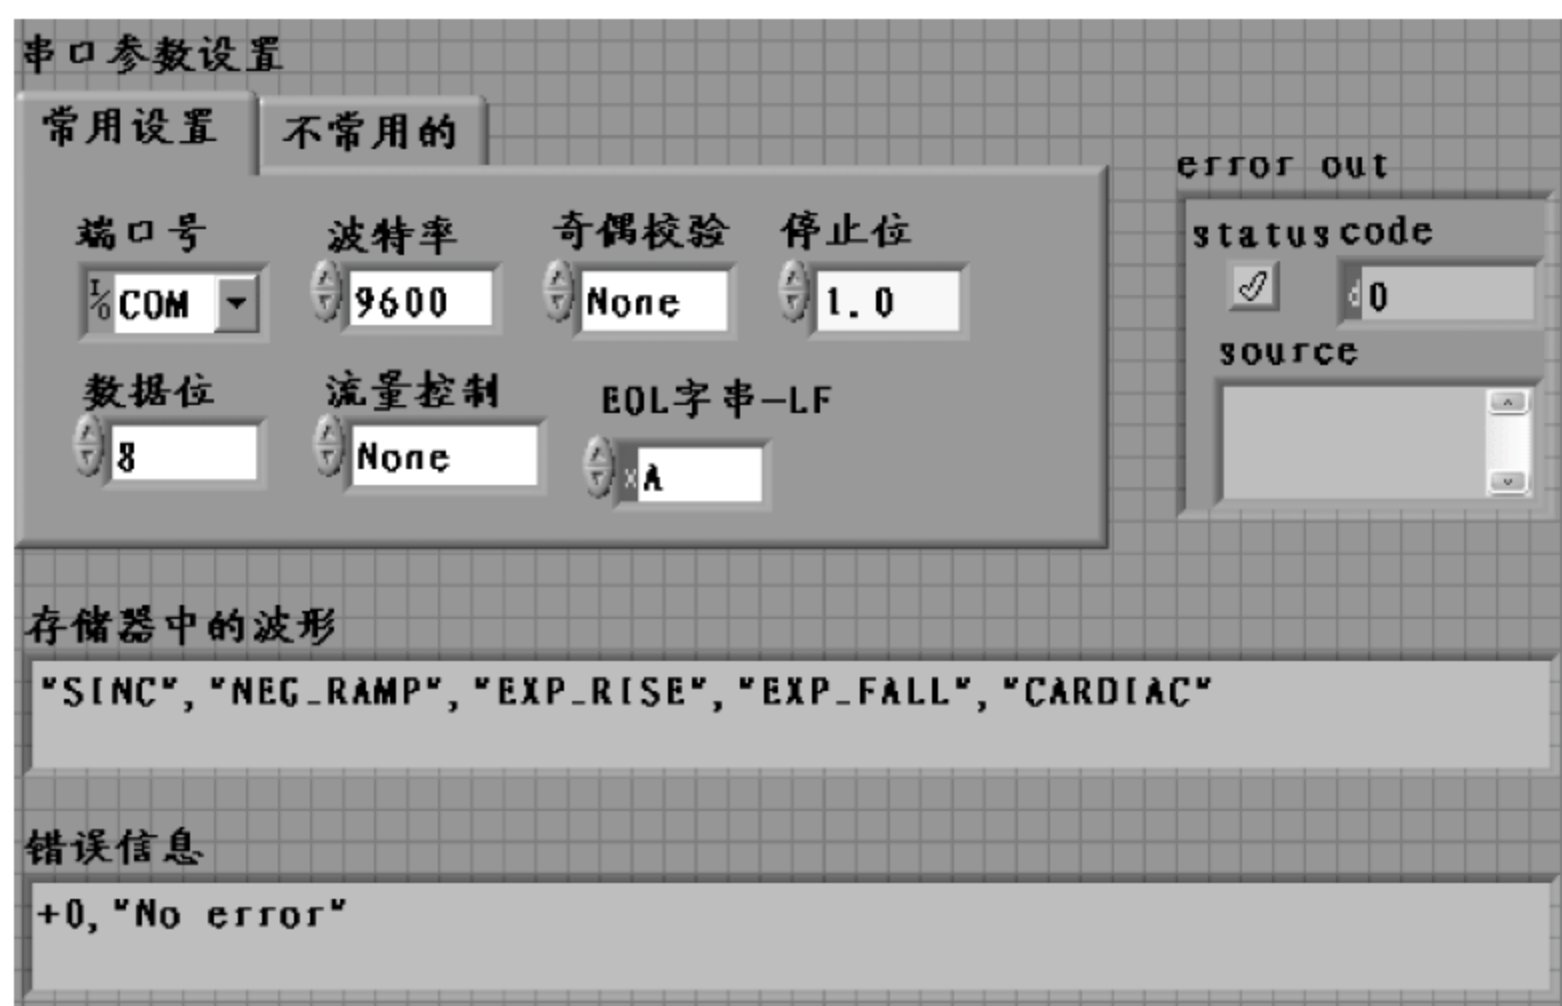 串口参数设置
常用设置 不常用的
error out
端口号 波特率 奇偶校验 停止位
status code
I/O COM 9600 None 1.0
d 0
source
数据位 流量控制 EOL字串-LF
8 None x A
存储器中的波形
"SINC", "NEG_RAMP", "EXP_RISE", "EXP_FALL", "CARDIAC"
错误信息
+0, "No error"